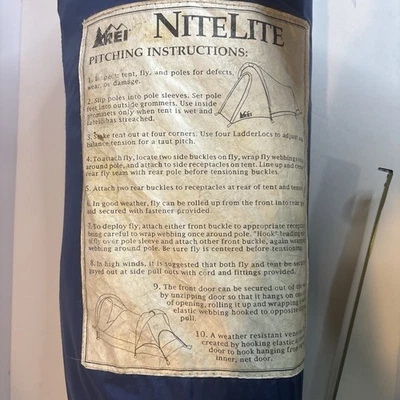 REI NITELITE
PITCHING INSTRUCTIONS:
1. Inspect tent, fly, and poles for defects,
wear, or damage.
2. Slip poles into pole sleeves. Set pole
feet into outside grommets. Use inside
grommets only when tent is wet and
streached.
3. Stake tent out at four corners. Use four LadderLocs to adjust
balance tension for a taut pitch.
4. To attach fly, locate two side buckles on fly, wrap fly webbing
around pole, and attach to side receptacles on tent. Line up and
rear fly seam with rear pole before tensioning buckles.
5. Attach two rear buckles to receptacles at rear of tent and
6. In good weather, fly can be rolled up from the front into
and secured with fastener provided.
7. To deploy fly, attach either front buckle to appropriate
being careful to wrap webbing once around pole. "Hook"
of fly over pole sleeve and attach other front buckle, again
webbing around pole. Be sure fly is centered before tensioning
8. In high winds, it is suggested that both fly and tent be
guyed out at side pull outs with cord and fittings provided.
9. The front door can be secured out of the
by unzipping door so that it hangs on
of opening, rolling it up and wrapping
elastic webbing hooked to opposite
pull.
10. A weather resistant
created by hooking elastic
door to hook hanging from
inner, net door.